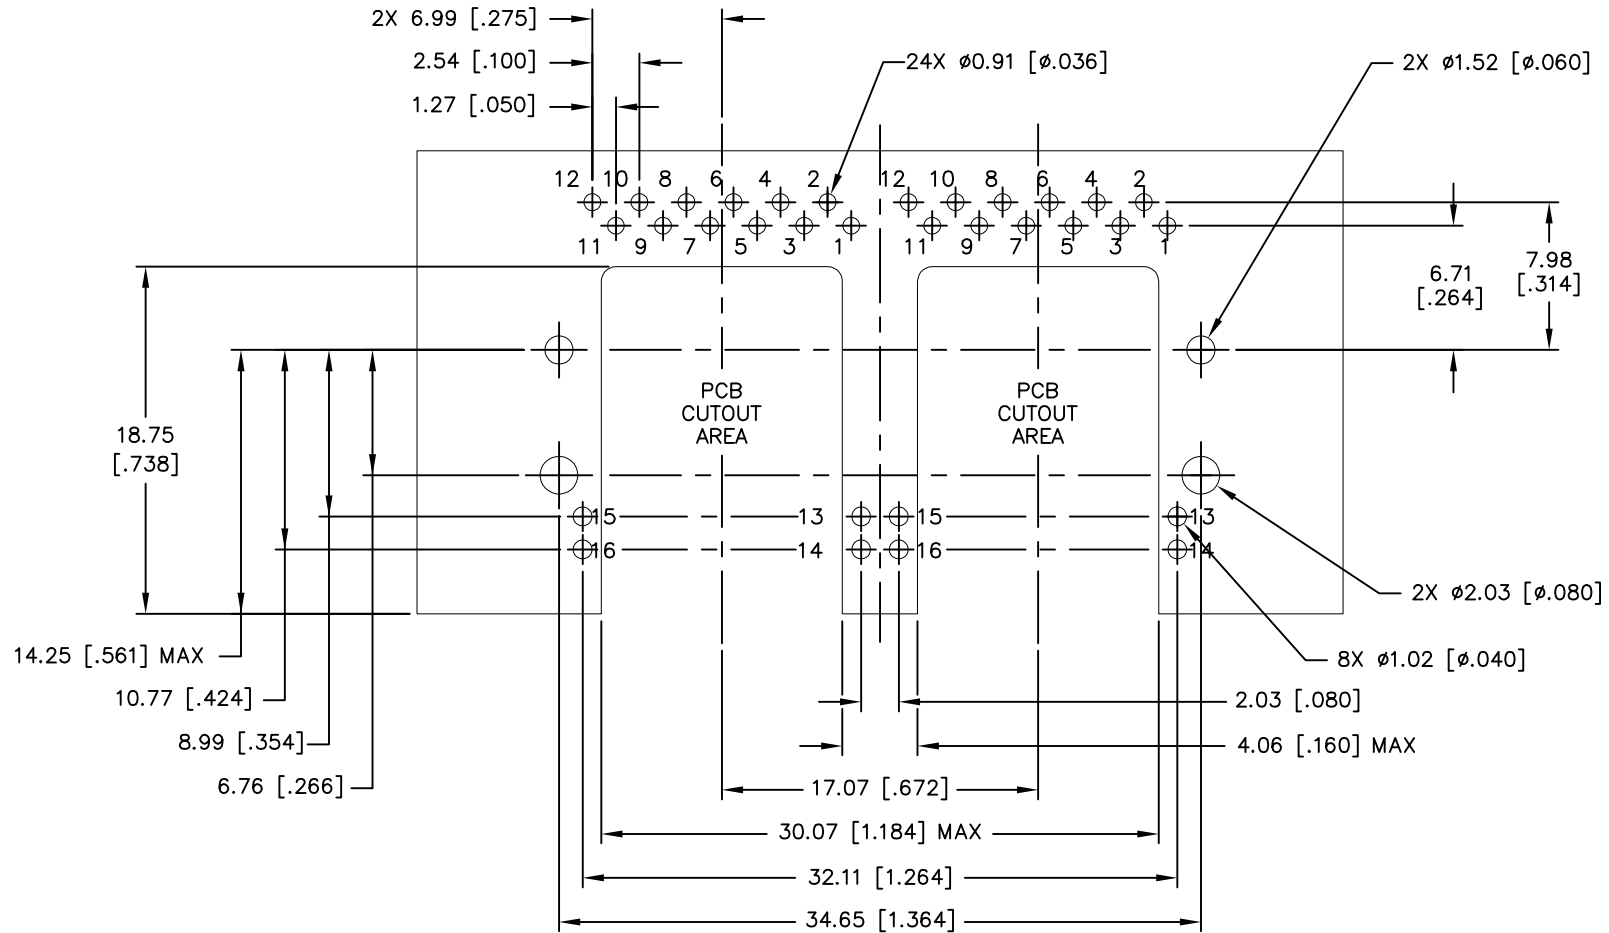 2X 6.99 [.275]
2.54 [.100]
1.27 [.050]
24X ø0.91 [ø.036]
2X ø1.52 [ø.060]
12 10 8 6 4 2 12 10 8 6 4 2
11 9 7 5 3 1 11 9 7 5 3 1
7.98
[.314]
6.71
[.264]
PCB
CUTOUT
AREA
PCB
CUTOUT
AREA
18.75
[.738]
15 13 15 13
16 14 16 14
2X ø2.03 [ø.080]
14.25 [.561] MAX
8X ø1.02 [ø.040]
10.77 [.424]
2.03 [.080]
8.99 [.354]
4.06 [.160] MAX
6.76 [.266]
17.07 [.672]
30.07 [1.184] MAX
32.11 [1.264]
34.65 [1.364]